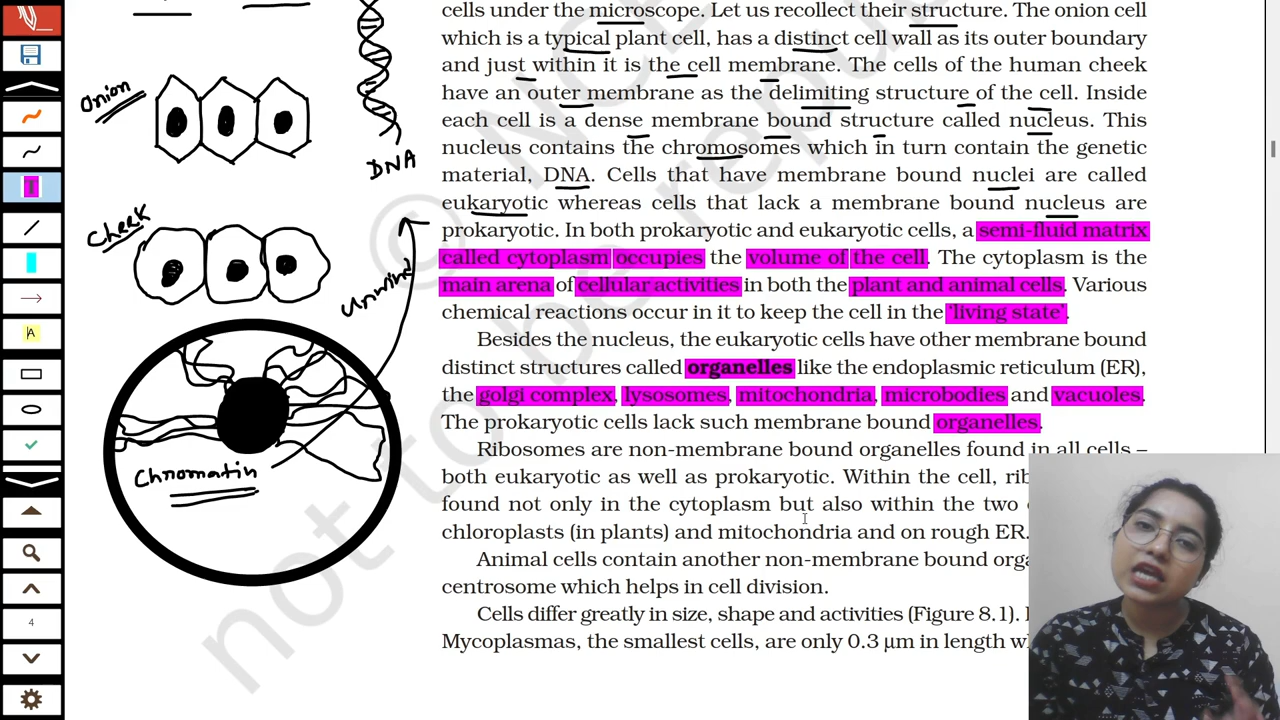 cells under the microscope. Let us recollect their structure. The onion cell
which is a typical plant cell, has a distinct cell wall as its outer boundary
and just within it is the cell membrane. The cells of the human cheek
have an outer membrane as the delimiting structure of the cell. Inside
each cell is a dense membrane bound structure called nucleus. This
nucleus contains the chromosomes which in turn contain the genetic
material, DNA. Cells that have membrane bound nuclei are called
eukaryotic whereas cells that lack a membrane bound nucleus are
prokaryotic. In both prokaryotic and eukaryotic cells, a semi-fluid matrix
called cytoplasm occupies the volume of the cell. The cytoplasm is the
main arena of cellular activities in both the plant and animal cells. Various
chemical reactions occur in it to keep the cell in the 'living state'.
Besides the nucleus, the eukaryotic cells have other membrane bound
distinct structures called organelles like the endoplasmic reticulum (ER),
the golgi complex, lysosomes, mitochondria, microbodies and vacuoles.
The prokaryotic cells lack such membrane bound organelles.
Ribosomes are non-membrane bound organelles found in all cells –
both eukaryotic as well as prokaryotic. Within the cell,
found not only in the cytoplasm but also within the two
chloroplasts (in plants) and mitochondria and on rough ER.
Animal cells contain another non-membrane bound
centrosome which helps in cell division.
Cells differ greatly in size, shape and activities (Figure 8.1).
Mycoplasmas, the smallest cells, are only 0.3 µm in length
Onion
DNA
Cheek
Unwind
Chromatin
not to
© NC
republ
T
A
4